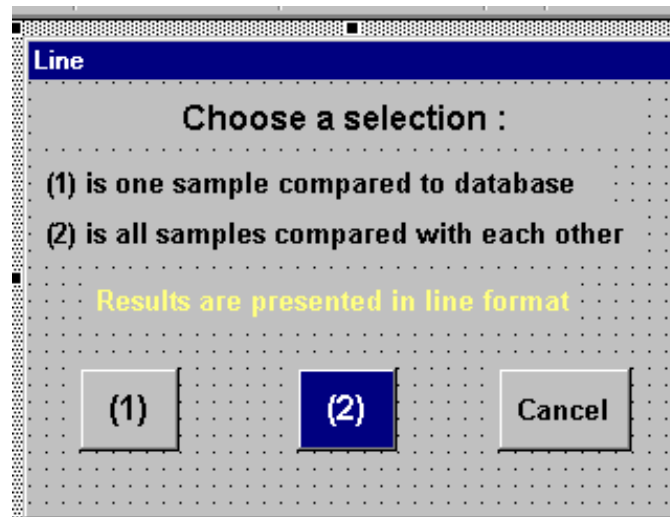 Line
Choose a selection :
(1) is one sample compared to database
(2) is all samples compared with each other
Results are presented in line format
(1) (2) Cancel